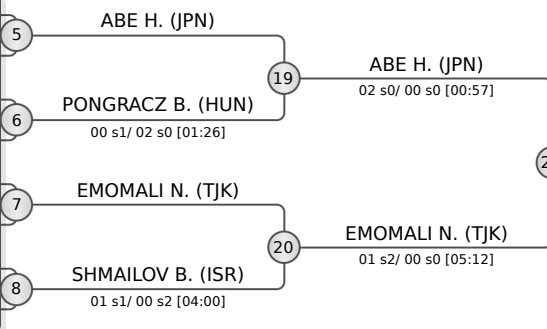 5
ABE H. (JPN)
19
ABE H. (JPN)
02 s0/ 00 s0 [00:57]
6
PONGRACZ B. (HUN)
00 s1/ 02 s0 [01:26]
7
EMOMALI N. (TJK)
20
EMOMALI N. (TJK)
01 s2/ 00 s0 [05:12]
8
SHMAILOV B. (ISR)
01 s1/ 00 s2 [04:00]